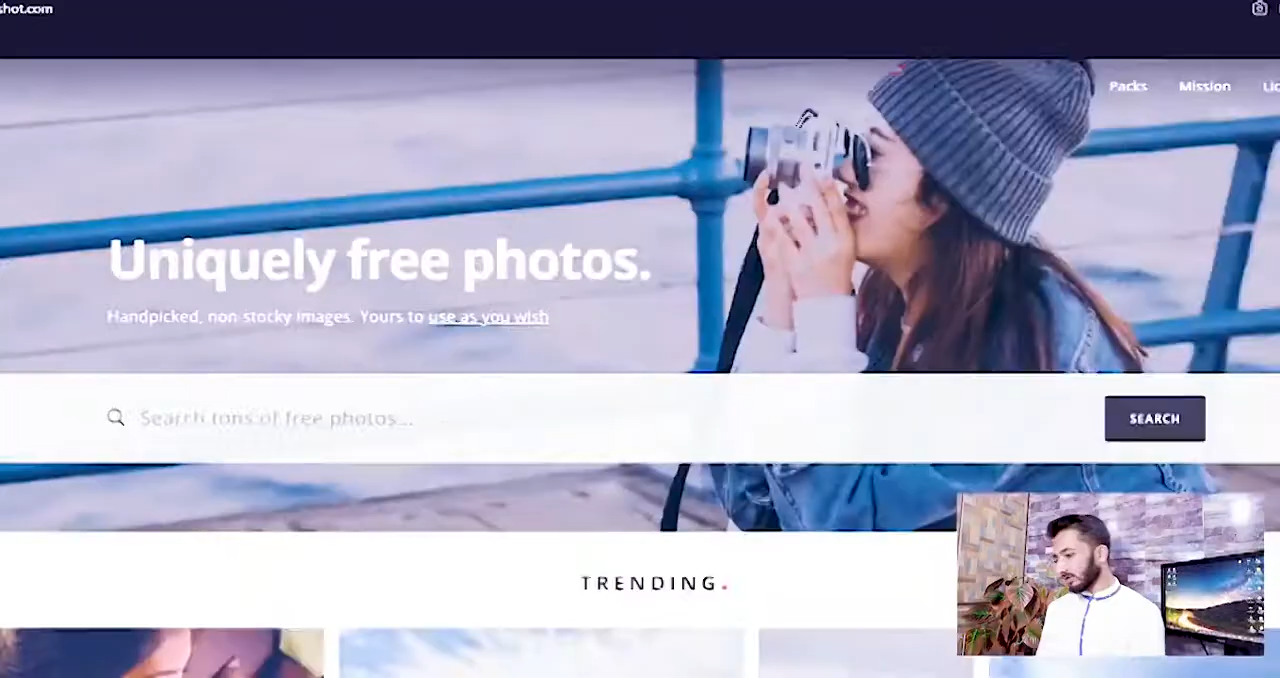 shot.com
Packs Mission
Uniquely free photos.
Handpicked, non-stocky images. Yours to use as you wish
Search tons of free photos...
SEARCH
TRENDING.